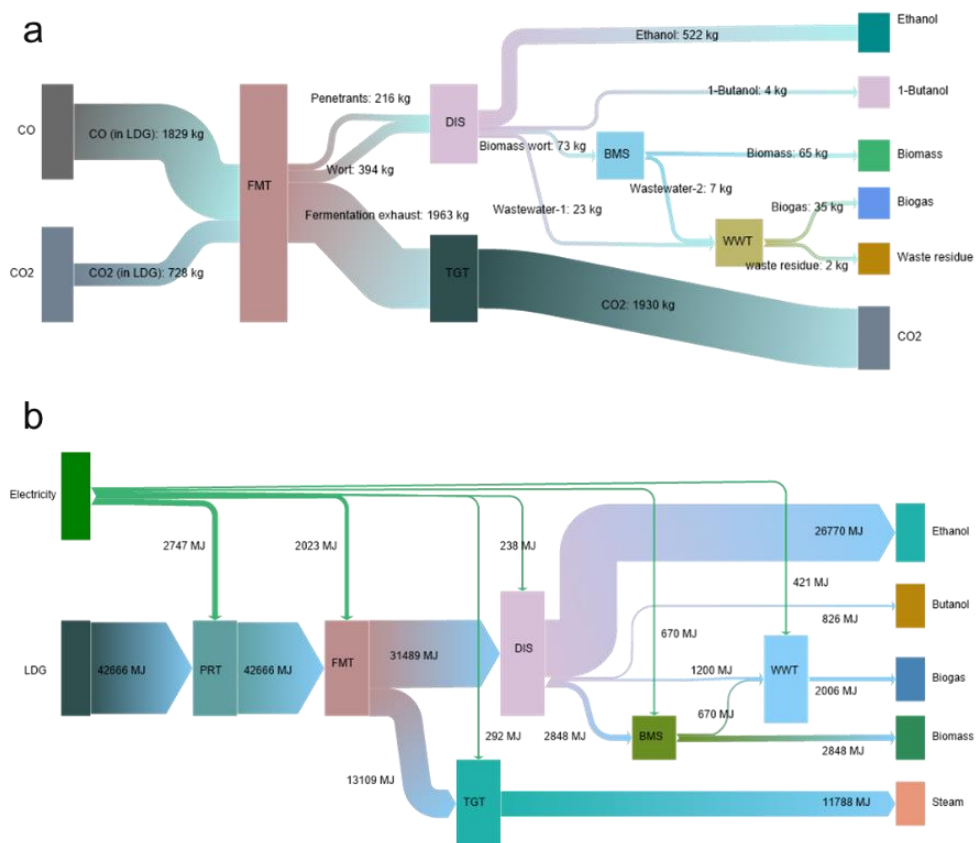 a
Ethanol
Ethanol: 522 kg
Penetrants: 216 kg
1-Butanol: 4 kg
1-Butanol
CO
CO (in LDG): 1829 kg
DIS
Biomass wort: 73 kg
BMS
Biomass: 65 kg
Biomass
Wort: 394 kg
FMT
Wastewater-2: 7 kg
Wastewater-1: 23 kg
Biogas: 35 kg
Biogas
Fermentation exhaust: 1963 kg
WWT
CO2
CO2 (in LDG): 728 kg
TGT
waste residue: 2 kg
Waste residue
CO2: 1930 kg
CO2
b
Electricity
26770 MJ
Ethanol
2747 MJ
2023 MJ
238 MJ
421 MJ
Butanol
826 MJ
LDG
42666 MJ
PRT
42666 MJ
FMT
31489 MJ
DIS
670 MJ
1200 MJ
WWT
Biogas
2006 MJ
670 MJ
292 MJ
2848 MJ
BMS
2848 MJ
Biomass
13109 MJ
TGT
11788 MJ
Steam